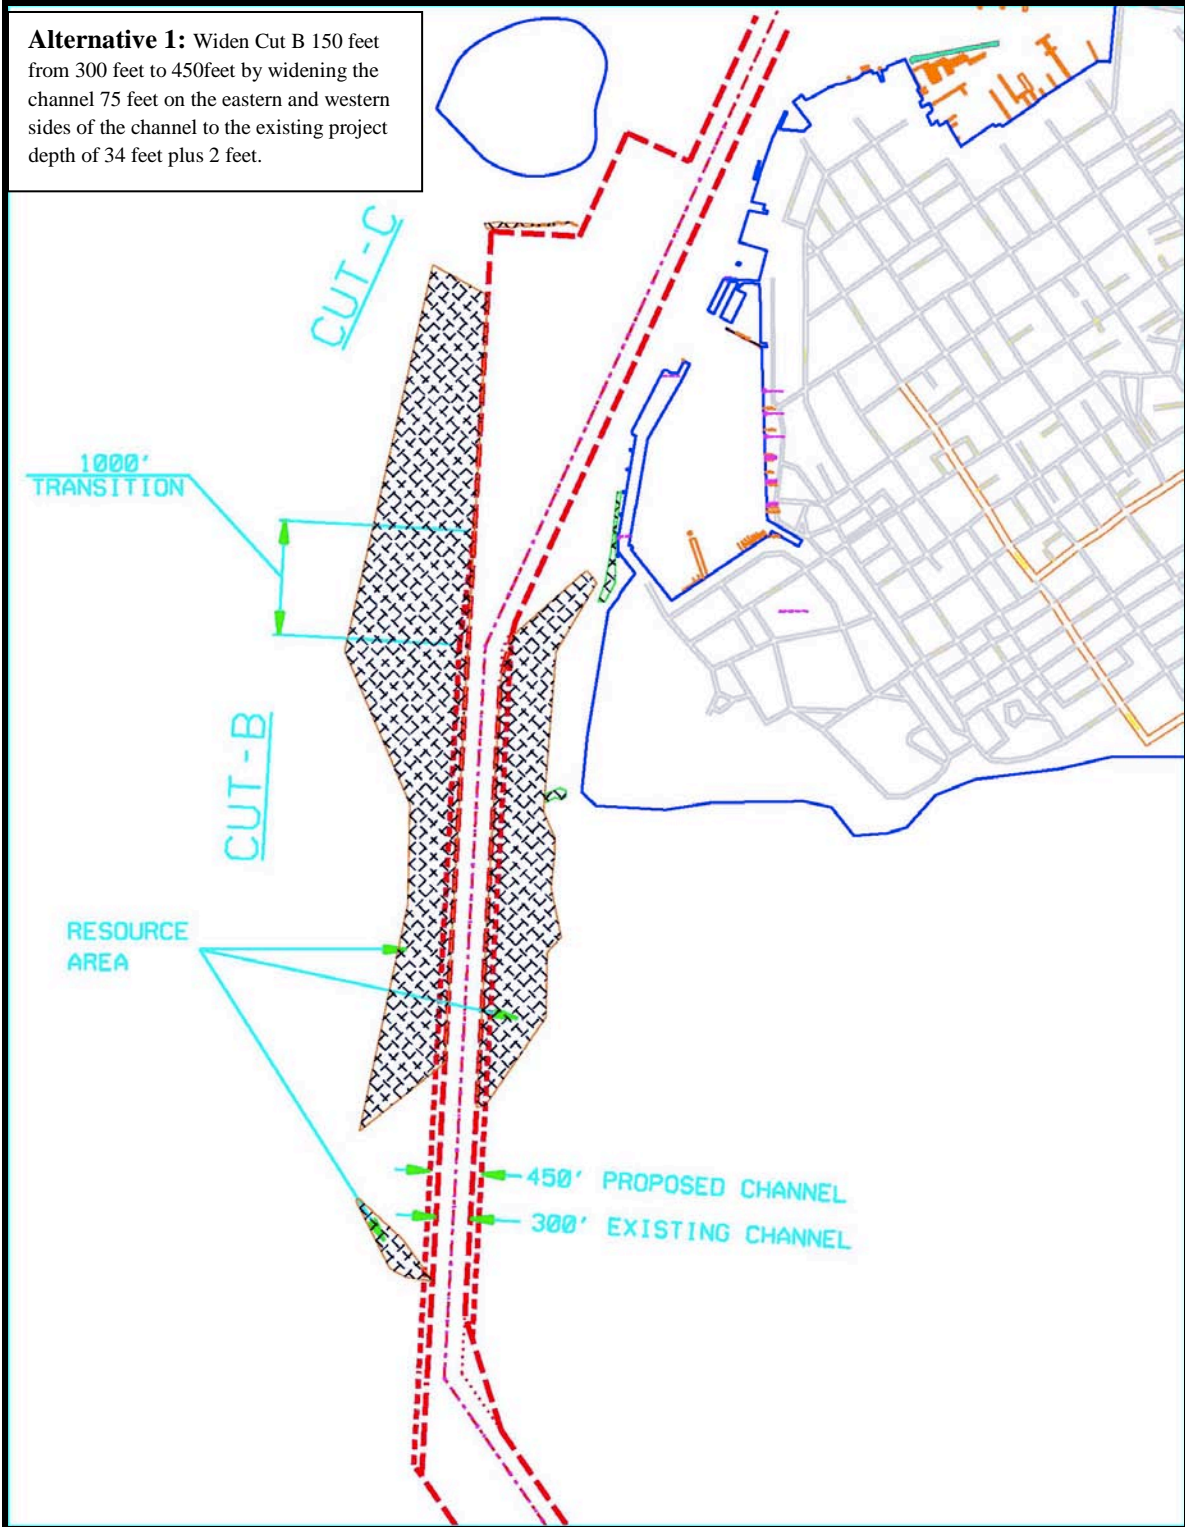 Alternative 1: Widen Cut B 150 feet
from 300 feet to 450feet by widening the
channel 75 feet on the eastern and western
sides of the channel to the existing project
depth of 34 feet plus 2 feet.
CUT-C
1000'
TRANSITION
CUT-B
RESOURCE
AREA
450' PROPOSED CHANNEL
300' EXISTING CHANNEL